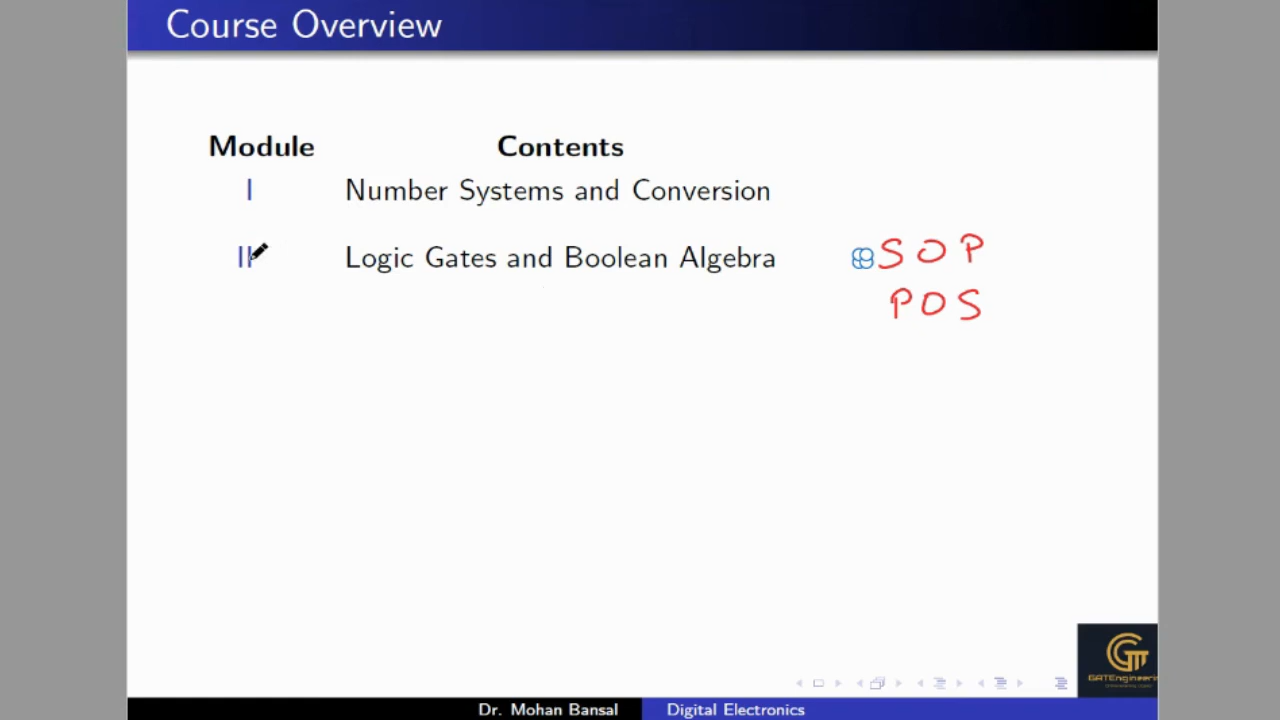 Course Overview
Module Contents
I Number Systems and Conversion
II Logic Gates and Boolean Algebra SOP
POS
GATEngineerin
Dr. Mohan Bansal Digital Electronics